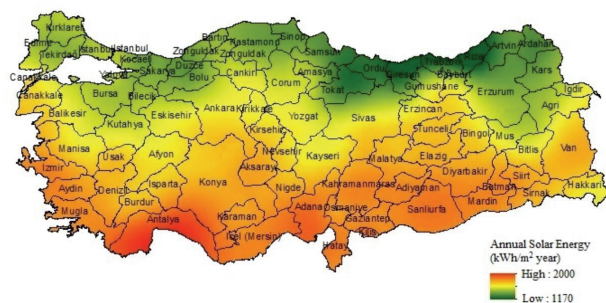 Kirklareli
Edirne
Tekirdag
Istanbul
Istanbul
Kocaeli
Yalova
Sakarya
Duzce
Bolu
Zonguldak
Zonguldak
Bartin
Kastamonu
Sinop
Samsun
Cankiri
Corum
Amasya
Tokat
Ordu
Giresun
Trabzon
Rize
Artvin
Ardahan
Kars
Gumushane
Bayburt
Erzurum
Igdir
Agri
Canakkale
Canakkale
Balikesir
Bursa
Bilecik
Kutahya
Eskisehir
Ankara
Kirikkale
Yozgat
Sivas
Erzincan
Tunceli
Bingol
Mus
Bitlis
Van
Hakkari
Manisa
Usak
Afyon
Kirsehir
Nevsehir
Kayseri
Aksaray
Malatya
Elazig
Diyarbakir
Batman
Siirt
Sirnak
Mardin
Izmir
Aydin
Denizli
Isparta
Burdur
Konya
Nigde
Kahramanmaras
Adiyaman
Mugla
Antalya
Karaman
Icel (Mersin)
Adana
Osmaniye
Gaziantep
Kilis
Sanliurfa
Hatay
Annual Solar Energy
(kWh/m² year)
High : 2000
Low : 1170